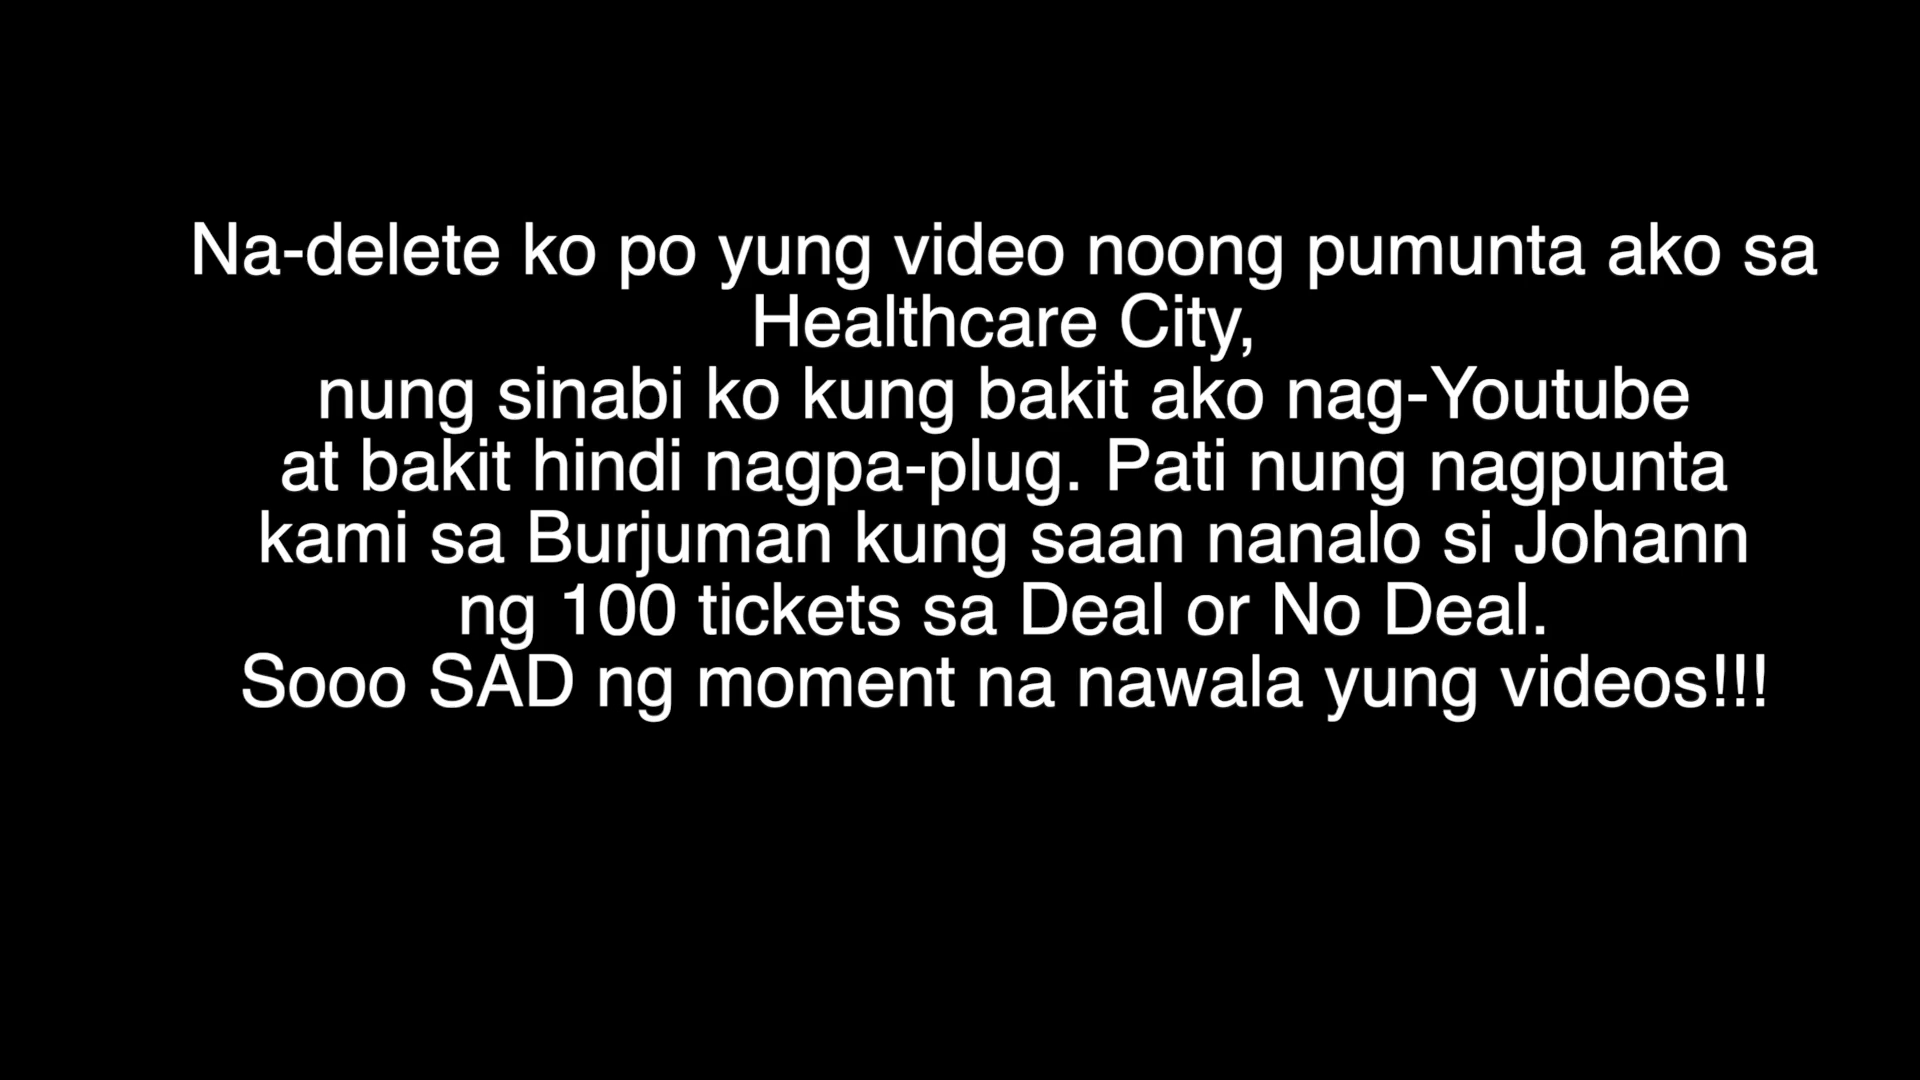 Na-delete ko po yung video noong pumunta ako sa
Healthcare City,
nung sinabi ko kung bakit ako nag-Youtube
at bakit hindi nagpa-plug. Pati nung nagpunta
kami sa Burjuman kung saan nanalo si Johann
ng 100 tickets sa Deal or No Deal.
Sooo SAD ng moment na nawala yung videos!!!